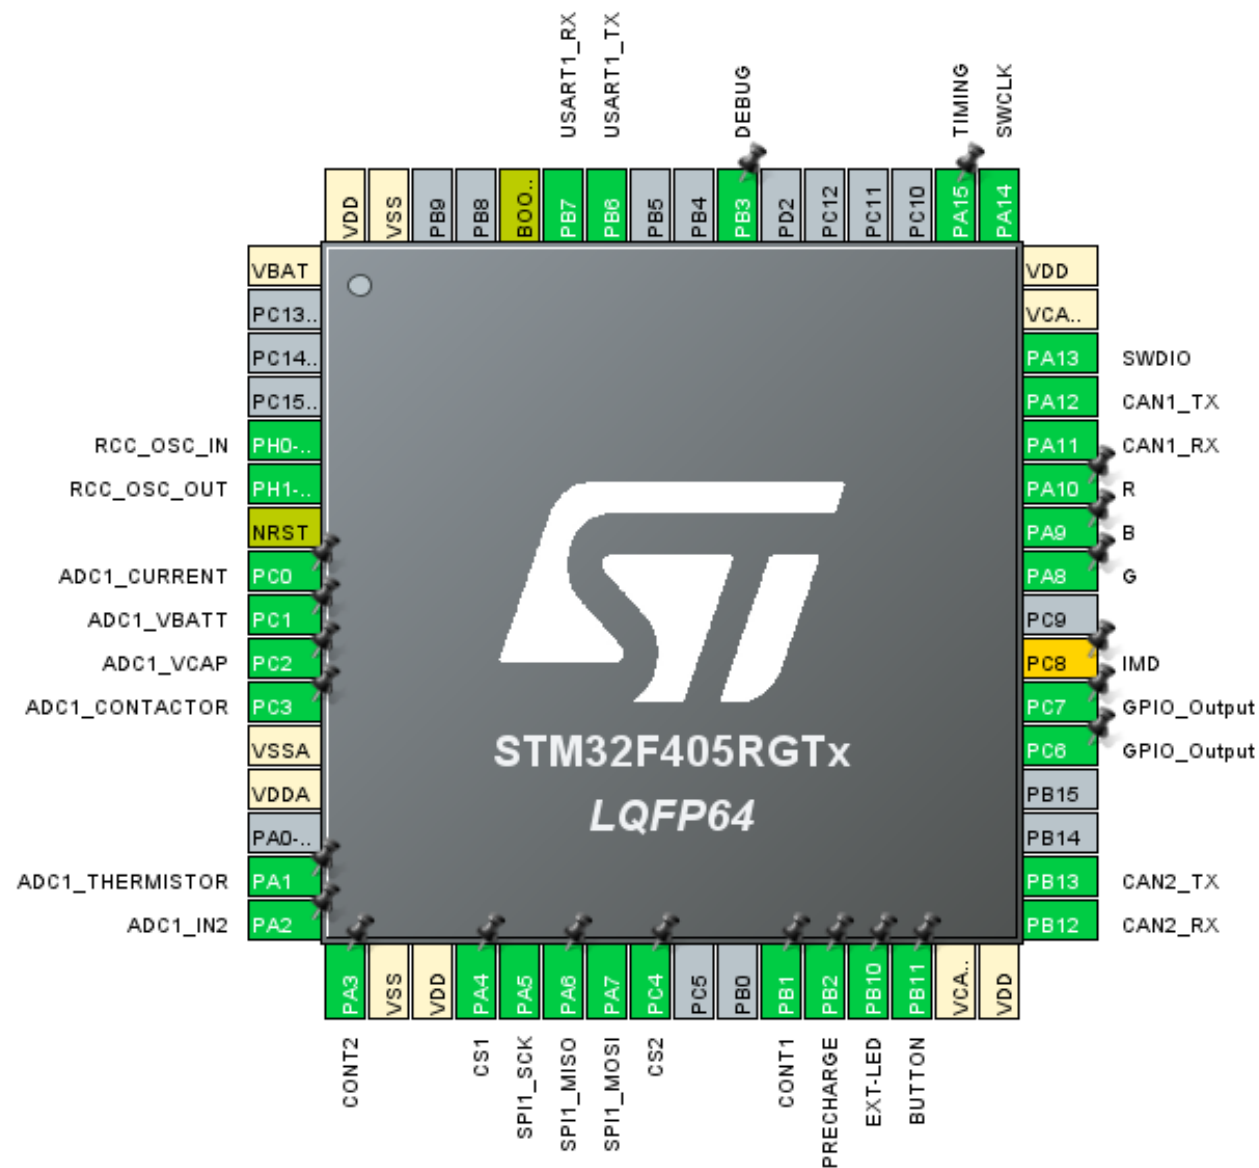 USART1_RX
USART1_TX
DEBUG
TIMING
SWCLK
VDD
VSS
PB9
PB8
BOO..
PB7
PB6
PB5
PB4
PB3
PD2
PC12
PC11
PC10
PA15
PA14
VBAT
PC13..
PC14..
PC15..
RCC_OSC_IN PH0-..
RCC_OSC_OUT PH1-..
NRST
ADC1_CURRENT PC0
ADC1_VBATT PC1
ADC1_VCAP PC2
ADC1_CONTACTOR PC3
VSSA
VDDA
PA0-..
ADC1_THERMISTOR PA1
ADC1_IN2 PA2
STM32F405RGTx
LQFP64
VDD
VCA..
PA13 SWDIO
PA12 CAN1_TX
PA11 CAN1_RX
PA10 R
PA9 B
PA8 G
PC9
PC8 IMD
PC7 GPIO_Output
PC6 GPIO_Output
PB15
PB14
PB13 CAN2_TX
PB12 CAN2_RX
PA3
VSS
VDD
PA4
PA5
PA6
PA7
PC4
PC5
PB0
PB1
PB2
PB10
PB11
VCA..
VDD
CONT2
CS1
SPI1_SCK
SPI1_MISO
SPI1_MOSI
CS2
CONT1
PRECHARGE
EXT-LED
BUTTON